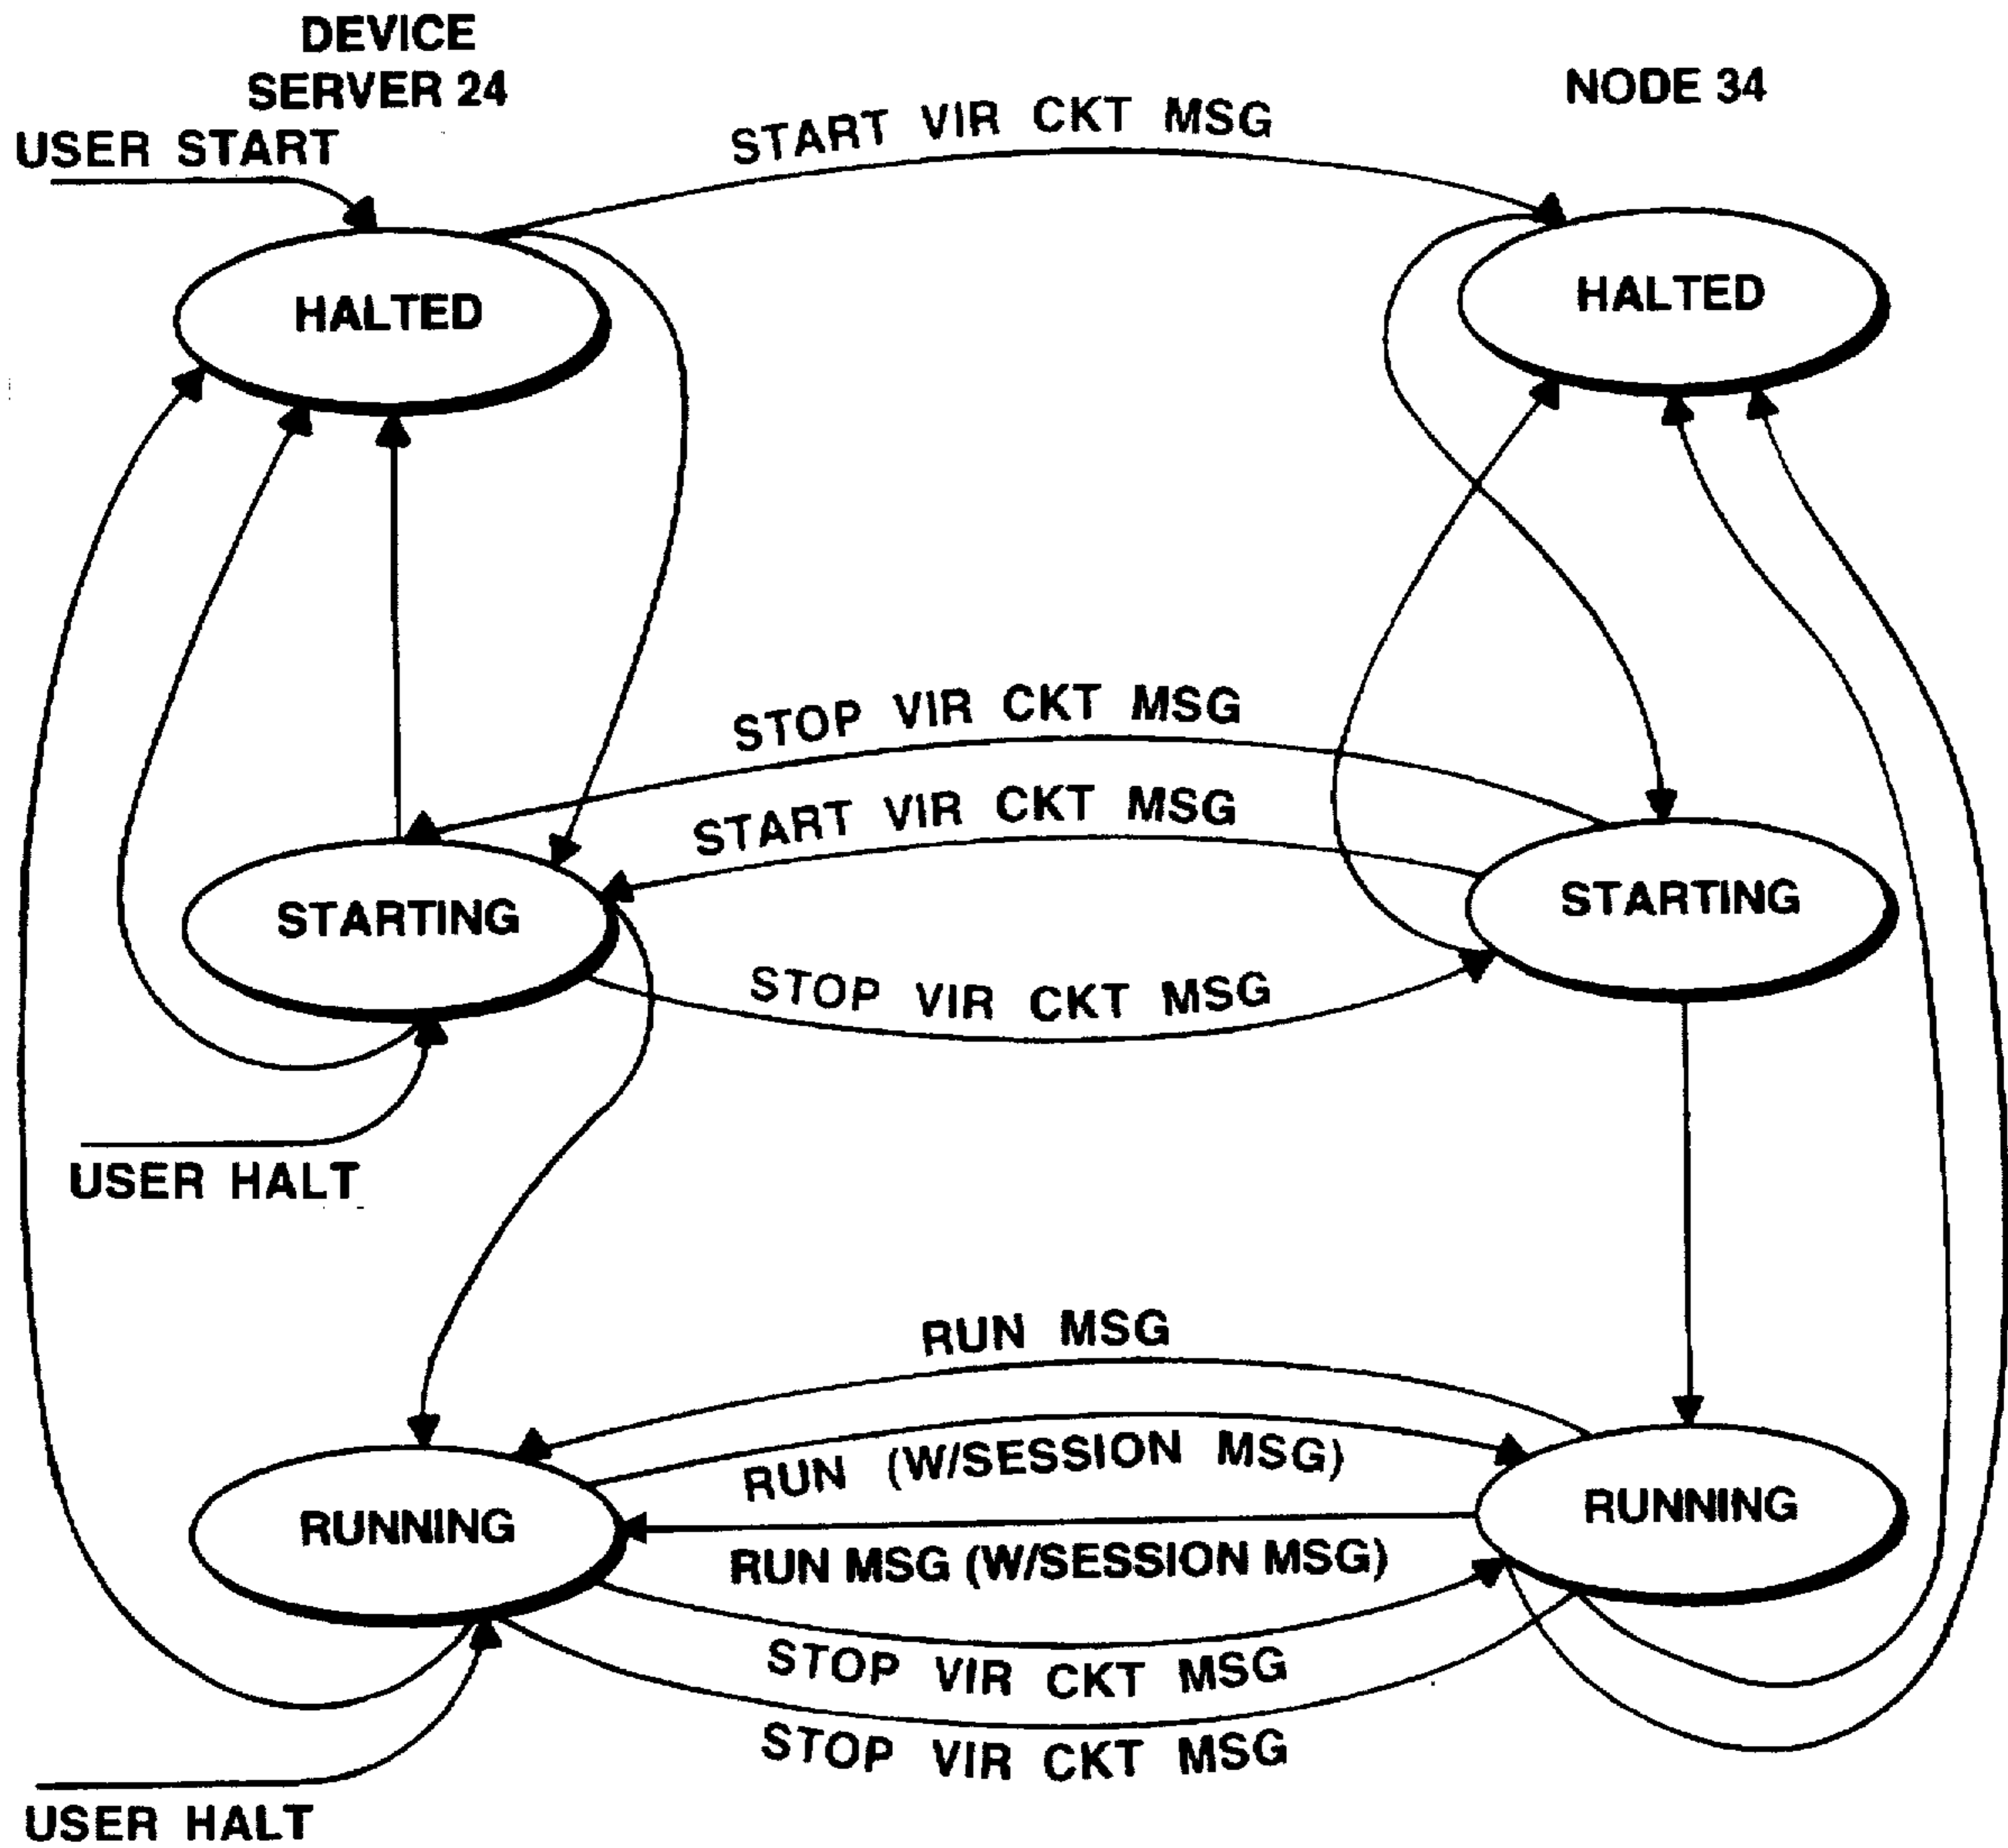 DEVICE
SERVER 24
NODE 34
USER START
START VIR CKT MSG
HALTED
HALTED
STOP VIR CKT MSG
START VIR CKT MSG
STARTING
STARTING
STOP VIR CKT MSG
USER HALT
RUN MSG
RUN (W/SESSION MSG)
RUNNING
RUNNING
RUN MSG (W/SESSION MSG)
STOP VIR CKT MSG
STOP VIR CKT MSG
USER HALT